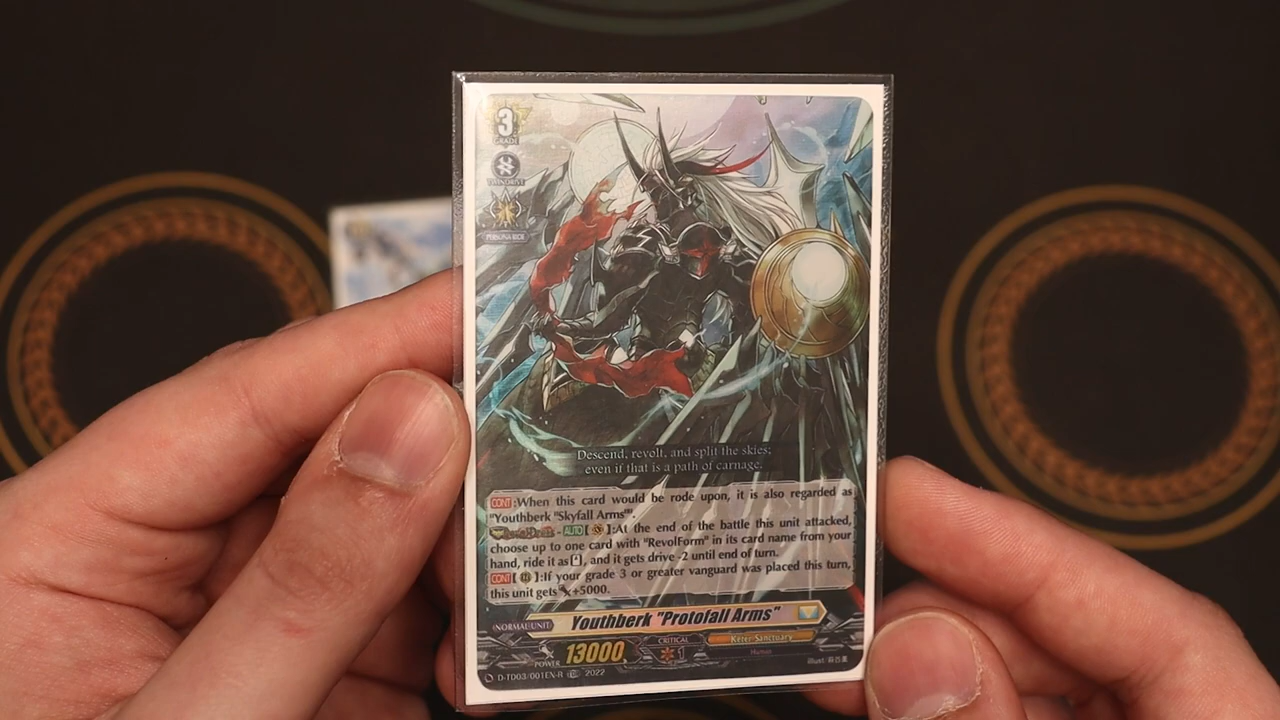 3
GRADE
TWIN DRIVE
PERSONA RIDE
Descend, revolt, and split the skies;
even if that is a path of carnage.
CONT:When this card would be rode upon, it is also regarded as
"Youthberk "Skyfall Arms"".
-AUTO[ ]:At the end of the battle this unit attacked,
choose up to one card with "RevolForm" in its card name from your
hand, ride it as[ ], and it gets drive -2 until end of turn.
CONT[ ]:If your grade 3 or greater vanguard was placed this turn,
this unit gets +5000.
NORMAL UNIT
Youthberk "Protofall Arms"
POWER 13000
CRITICAL
1
Keter Sanctuary
Human
D-TD03/001EN-R 2022